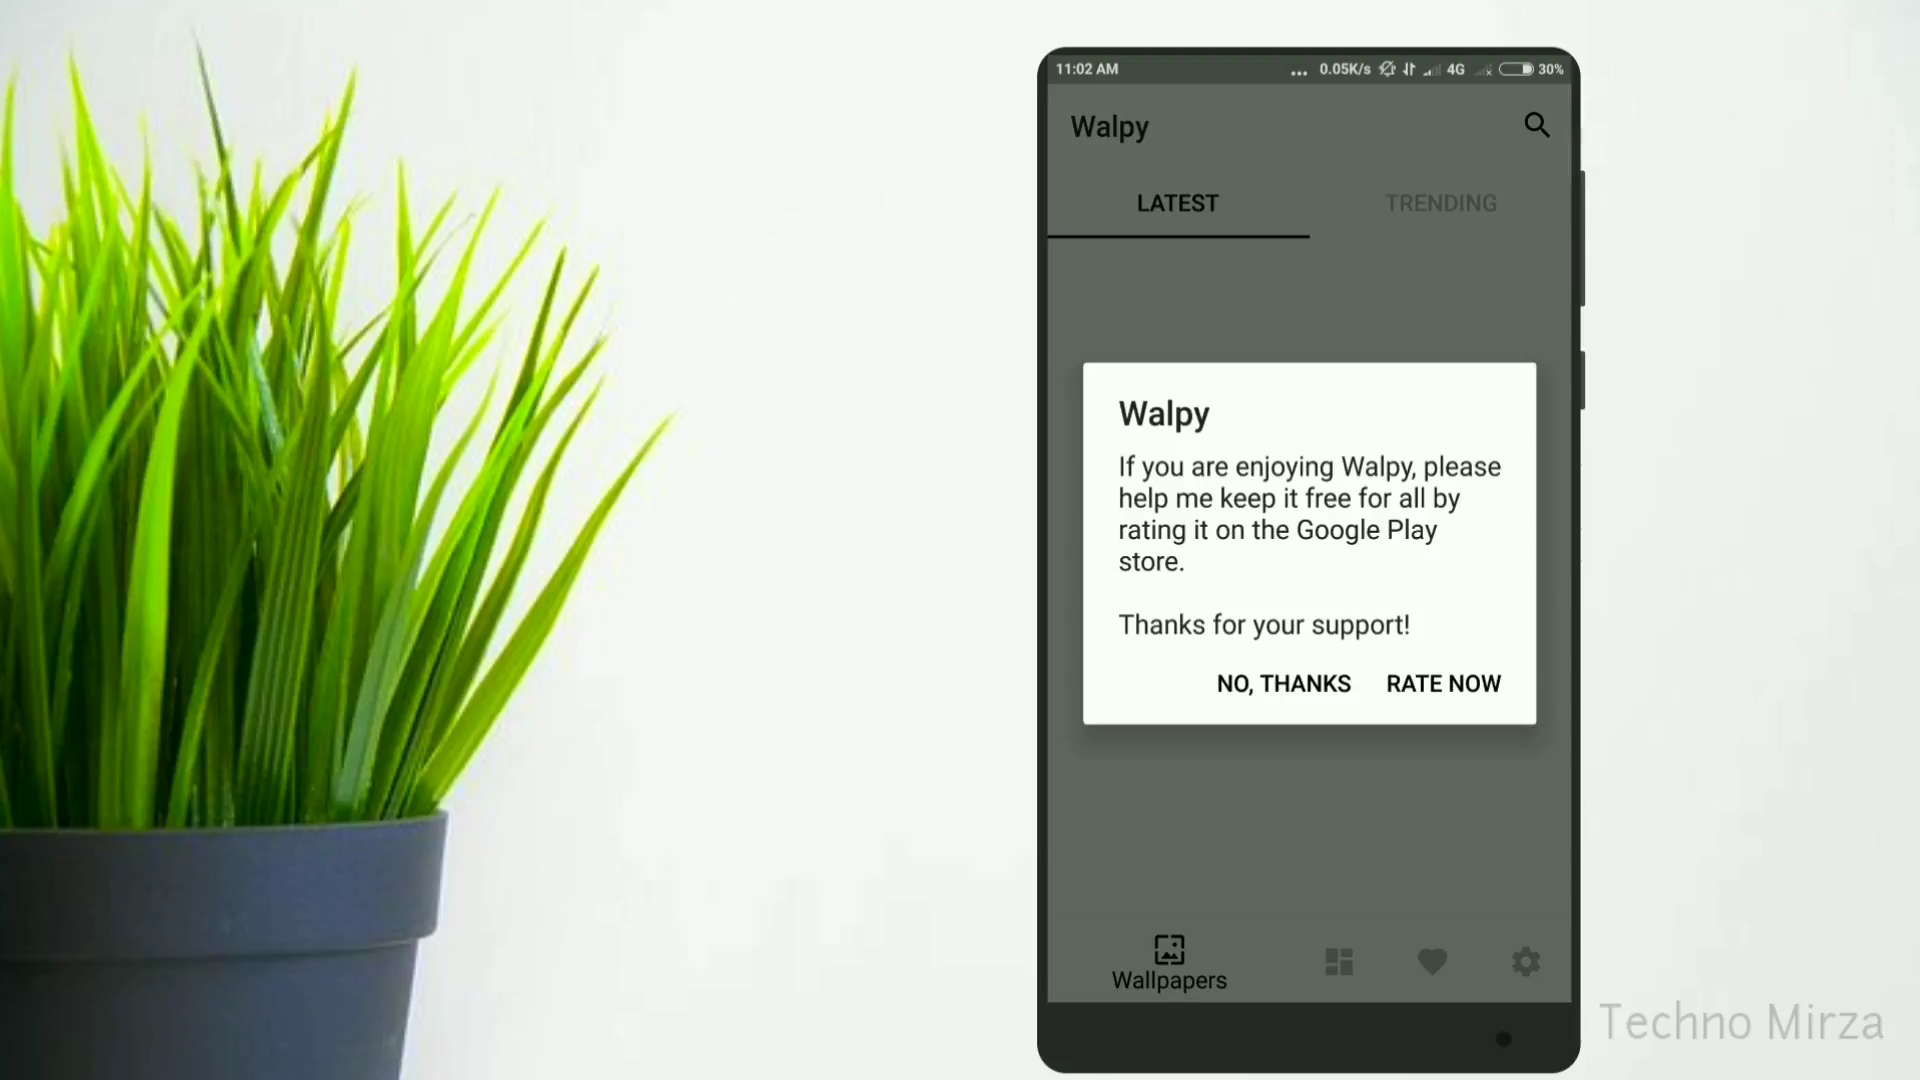 11:02 AM ... 0.05K/s 4G 30%
Walpy
LATEST TRENDING
Walpy
If you are enjoying Walpy, please
help me keep it free for all by
rating it on the Google Play
store.
Thanks for your support!
NO, THANKS RATE NOW
Wallpapers
Techno Mirza